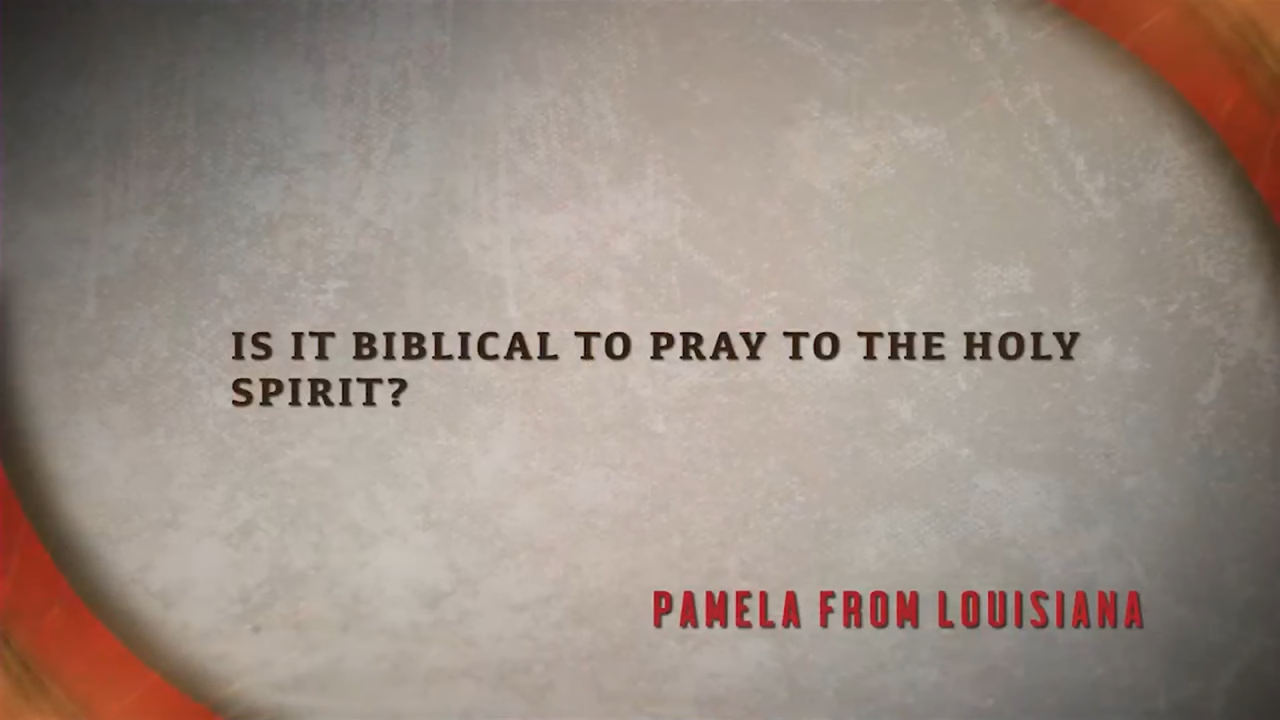 IS IT BIBLICAL TO PRAY TO THE HOLY
SPIRIT?
PAMELA FROM LOUISIANA